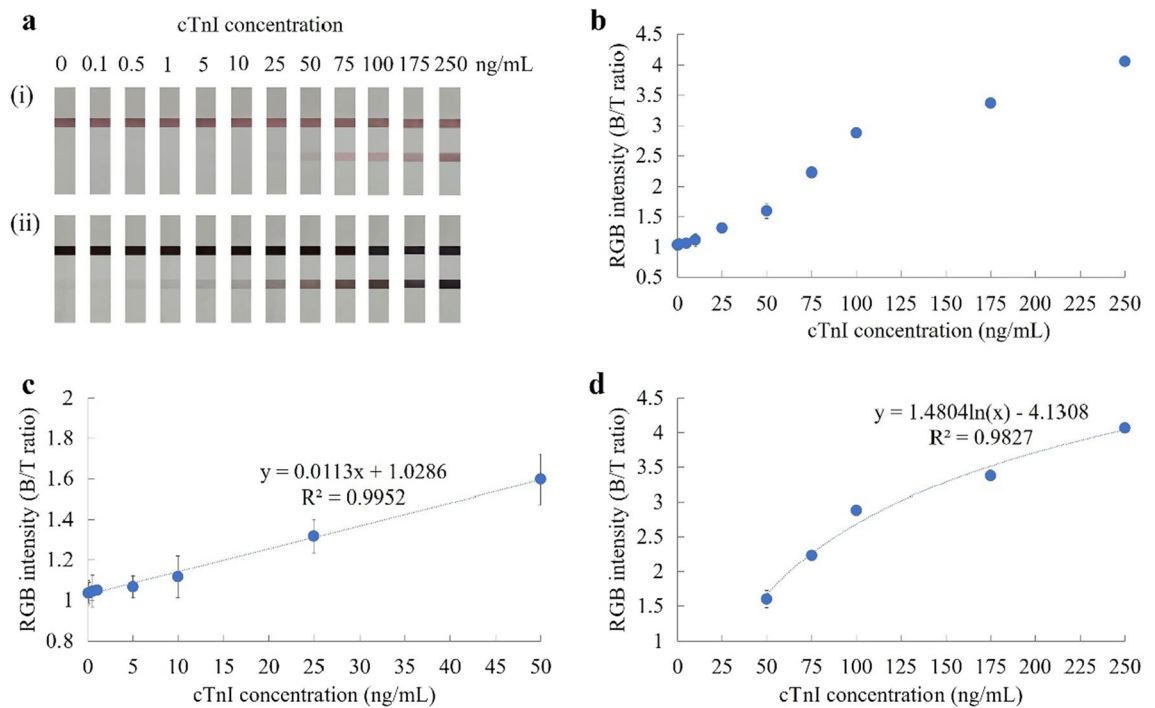 a
cTnI concentration
0 0.1 0.5 1 5 10 25 50 75 100 175 250 ng/mL
(i)
(ii)
b
RGB intensity (B/T ratio)
4.5
4
3.5
3
2.5
2
1.5
1
0.5
0 25 50 75 100 125 150 175 200 225 250
cTnI concentration (ng/mL)
c
RGB intensity (B/T ratio)
2
1.8
1.6
1.4
1.2
1
0.8
y = 0.0113x + 1.0286
R² = 0.9952
0 5 10 15 20 25 30 35 40 45 50
cTnI concentration (ng/mL)
d
RGB intensity (B/T ratio)
4.5
4
3.5
3
2.5
2
1.5
1
y = 1.4804ln(x) - 4.1308
R² = 0.9827
0 25 50 75 100 125 150 175 200 225 250
cTnI concentration (ng/mL)